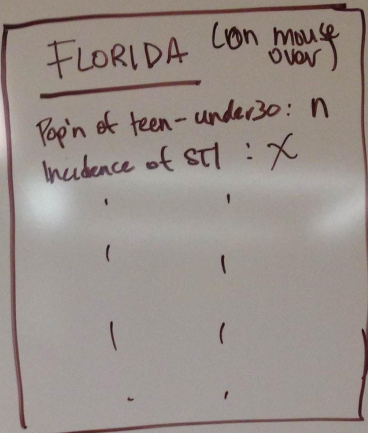 FLORIDA (on mouse over)
Pop'n of teen-under30: n
Incidence of STI : X